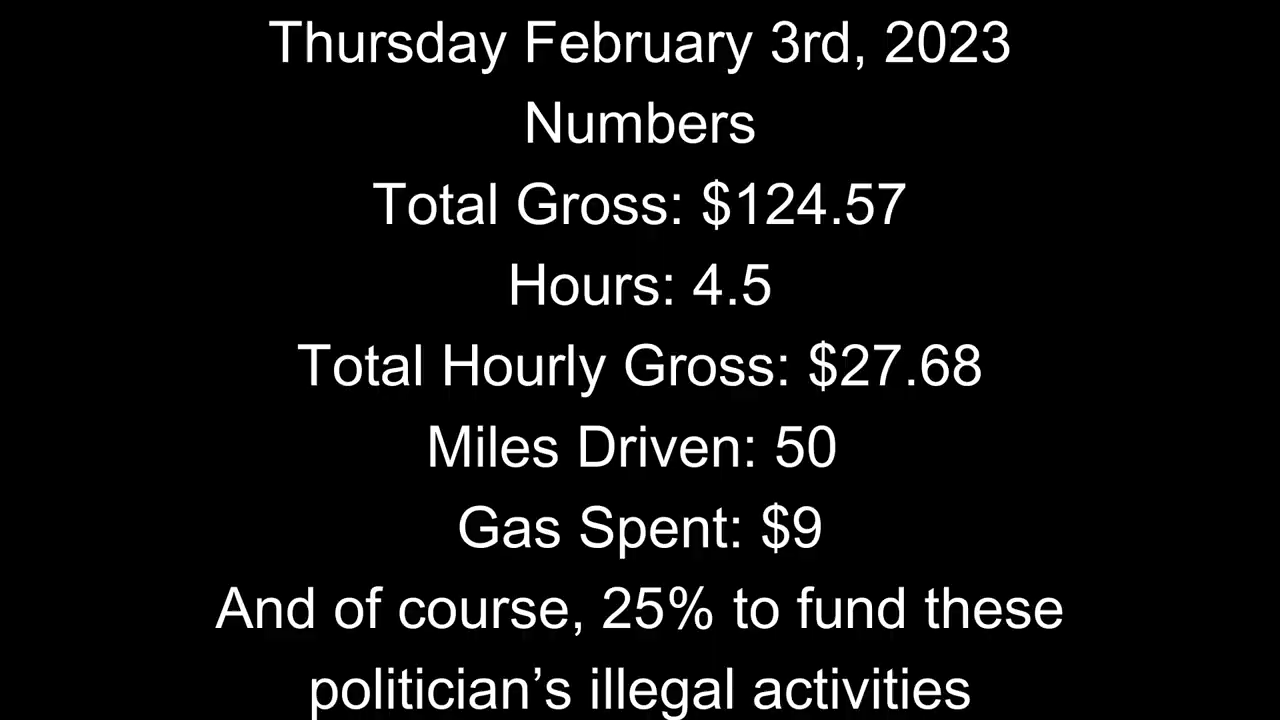 Thursday February 3rd, 2023
Numbers
Total Gross: $124.57
Hours: 4.5
Total Hourly Gross: $27.68
Miles Driven: 50
Gas Spent: $9
And of course, 25% to fund these
politician’s illegal activities